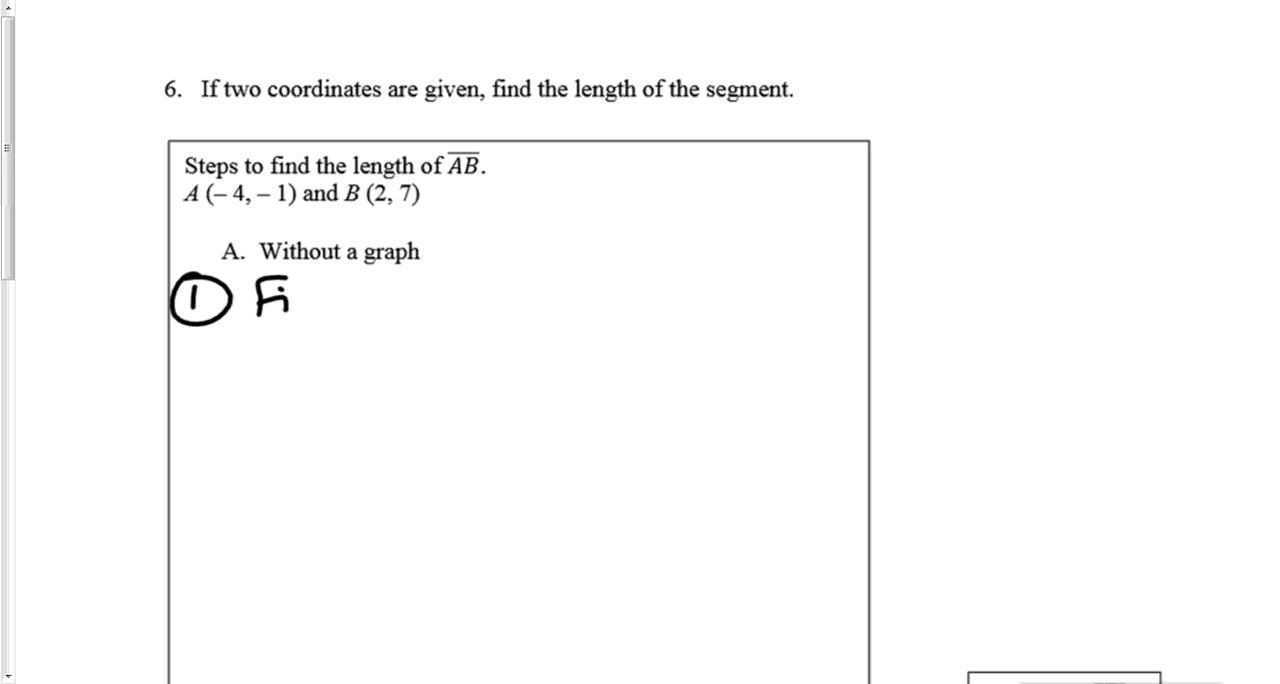 6. If two coordinates are given, find the length of the segment.
Steps to find the length of AB.
A (– 4, – 1) and B (2, 7)
A. Without a graph
① Fi